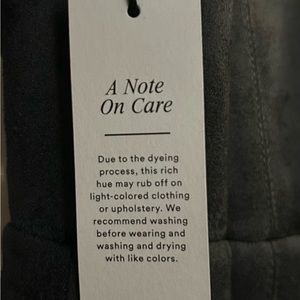 A Note
On Care
Due to the dyeing
process, this rich
hue may rub off on
light-colored clothing
or upholstery. We
recommend washing
before wearing and
washing and drying
with like colors.